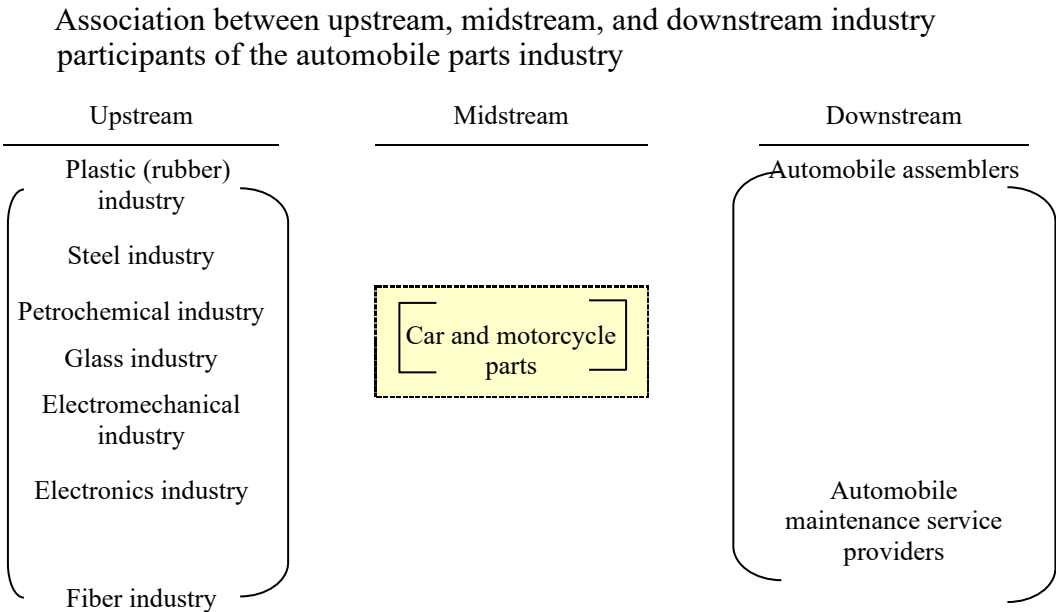 Association between upstream, midstream, and downstream industry
participants of the automobile parts industry
Upstream
Midstream
Downstream
Plastic (rubber)
industry
Steel industry
Petrochemical industry
Glass industry
Electromechanical
industry
Electronics industry
Fiber industry
Car and motorcycle
parts
Automobile assemblers
Automobile
maintenance service
providers